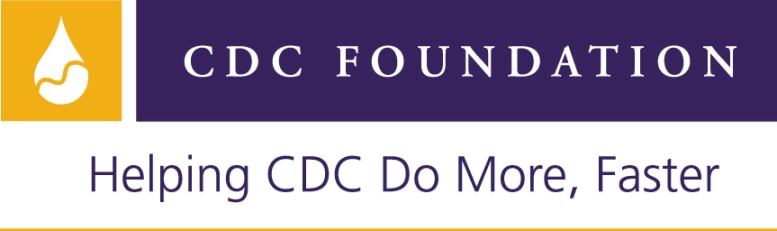 CDC FOUNDATION
Helping CDC Do More, Faster